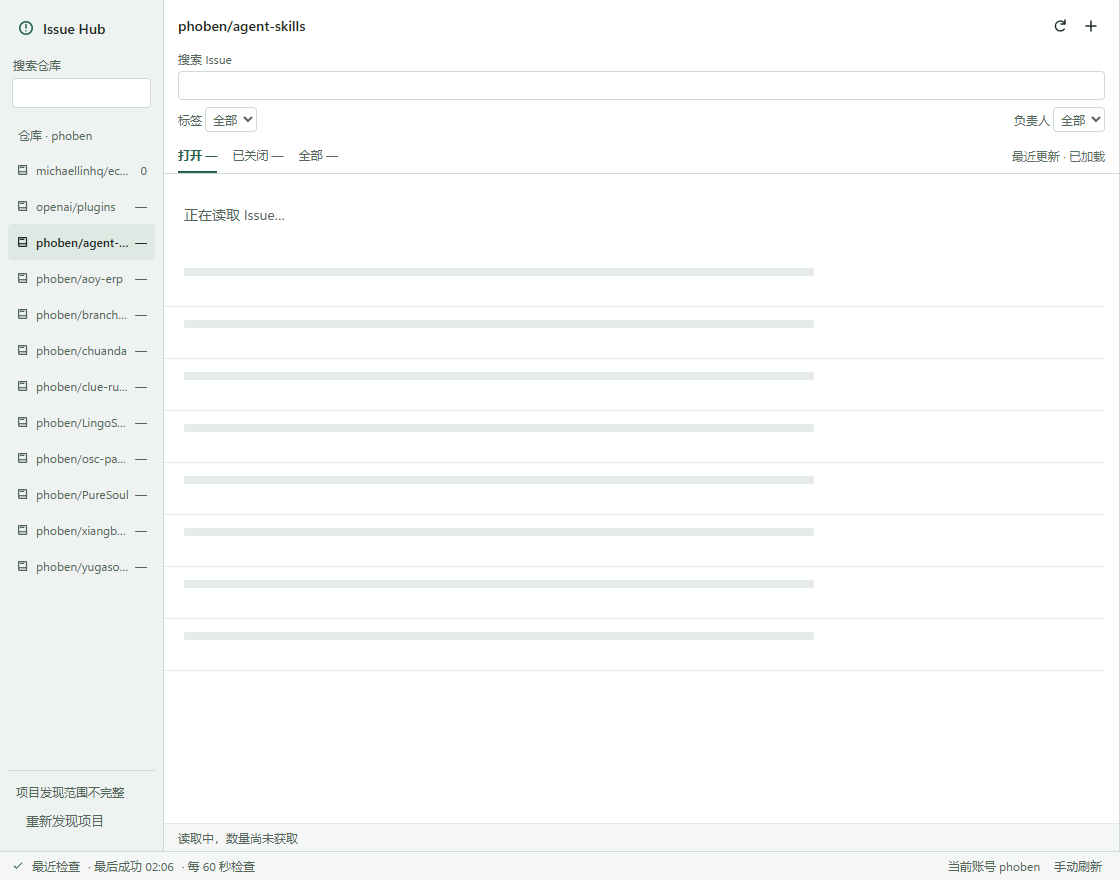 Issue Hub
搜索仓库
仓库 · phoben
michaellinhq/ec... 0
openai/plugins —
phoben/agent-... —
phoben/aoy-erp —
phoben/branch... —
phoben/chuanda —
phoben/clue-ru... —
phoben/LingoS... —
phoben/osc-pa... —
phoben/PureSoul —
phoben/xiangb... —
phoben/yugaso... —
项目发现范围不完整
重新发现项目
phoben/agent-skills
搜索 Issue
标签 全部 负责人 全部
打开 — 已关闭 — 全部 — 最近更新 · 已加载
正在读取 Issue...
读取中，数量尚未获取
最近检查 · 最后成功 02:06 · 每 60 秒检查 当前账号 phoben 手动刷新